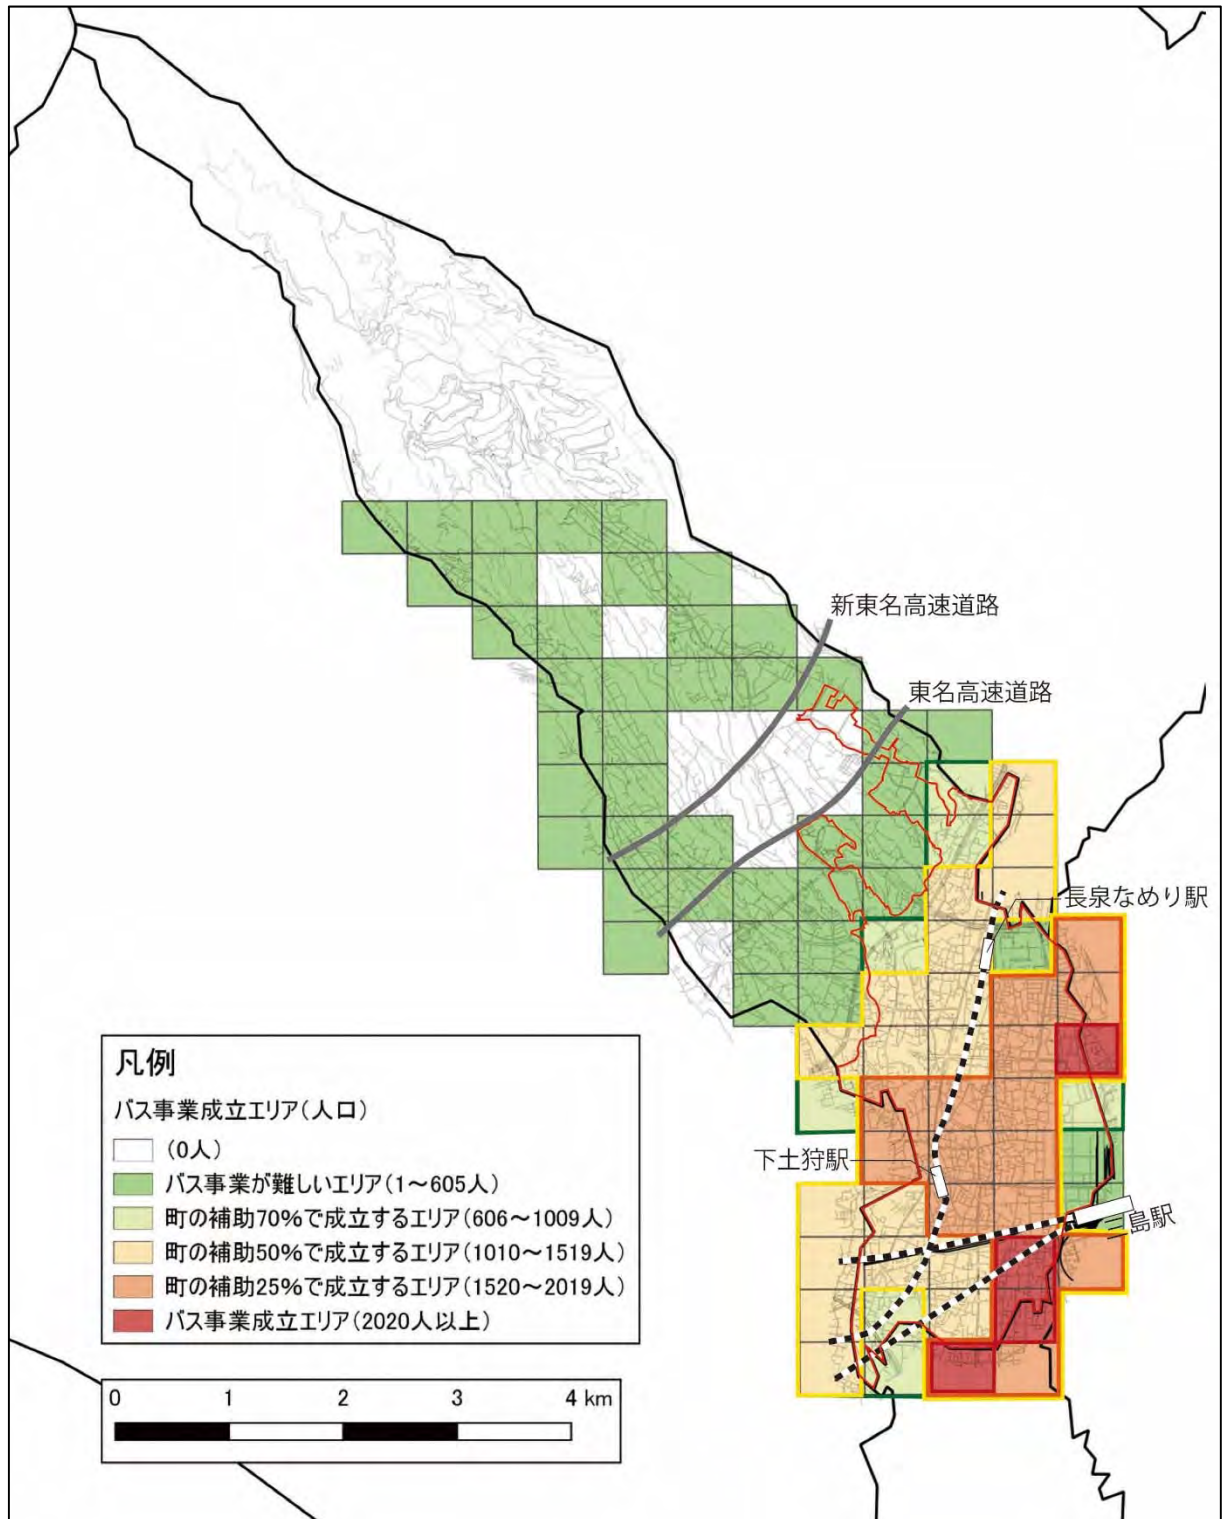 新東名高速道路
東名高速道路
長泉なめり駅
下土狩駅
島駅
凡例
バス事業成立エリア(人口)
(0人)
バス事業が難しいエリア(1~605人)
町の補助70%で成立するエリア(606~1009人)
町の補助50%で成立するエリア(1010~1519人)
町の補助25%で成立するエリア(1520~2019人)
バス事業成立エリア(2020人以上)
0 1 2 3 4 km